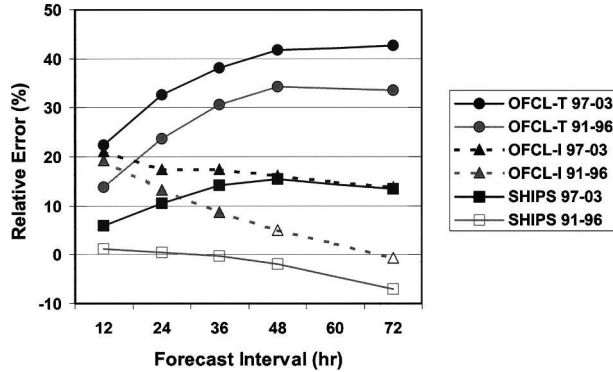 50
40
30
20
10
0
-10
Relative Error (%)
12 24 36 48 60 72
Forecast Interval (hr)
OFCL-T 97-03
OFCL-T 91-96
OFCL-I 97-03
OFCL-I 91-96
SHIPS 97-03
SHIPS 91-96